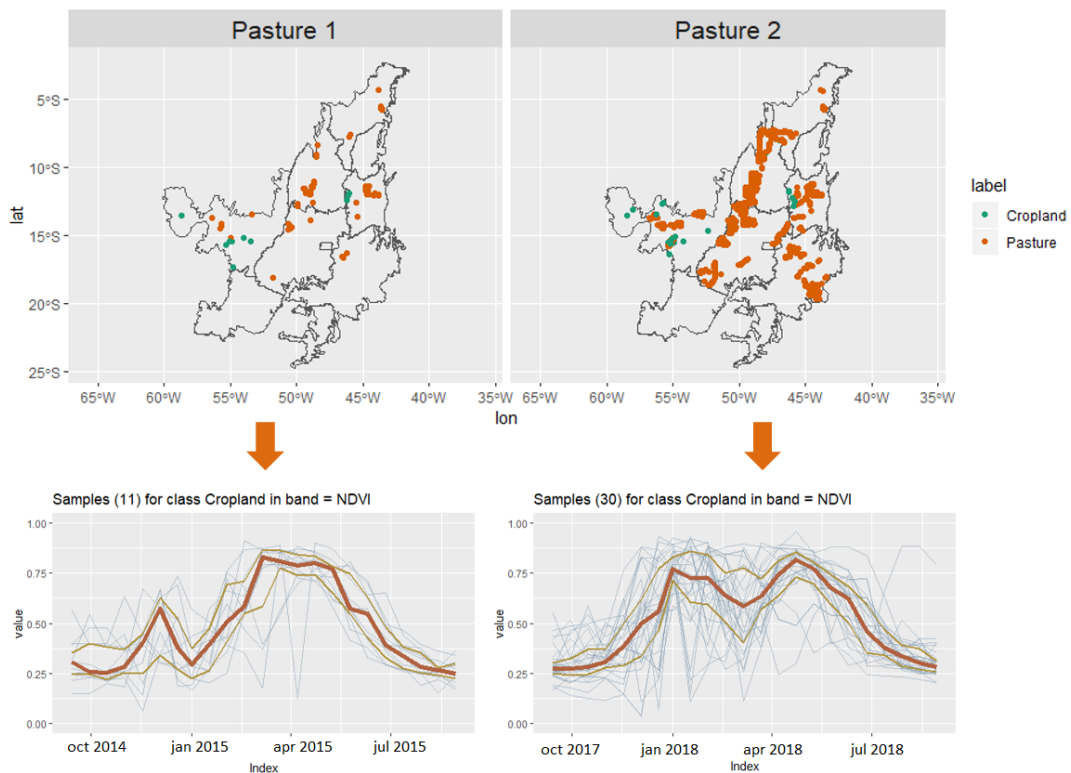 Pasture 1
Pasture 2
5°S
10°S
15°S
20°S
25°S
lat
65°W 60°W 55°W 50°W 45°W 40°W 35°W
65°W 60°W 55°W 50°W 45°W 40°W 35°W
lon
label
Cropland
Pasture
Samples (11) for class Cropland in band = NDVI
1.00
0.75
0.50
0.25
0.00
value
oct 2014 jan 2015 apr 2015 jul 2015
Index
Samples (30) for class Cropland in band = NDVI
1.00
0.75
0.50
0.25
0.00
value
oct 2017 jan 2018 apr 2018 jul 2018
Index